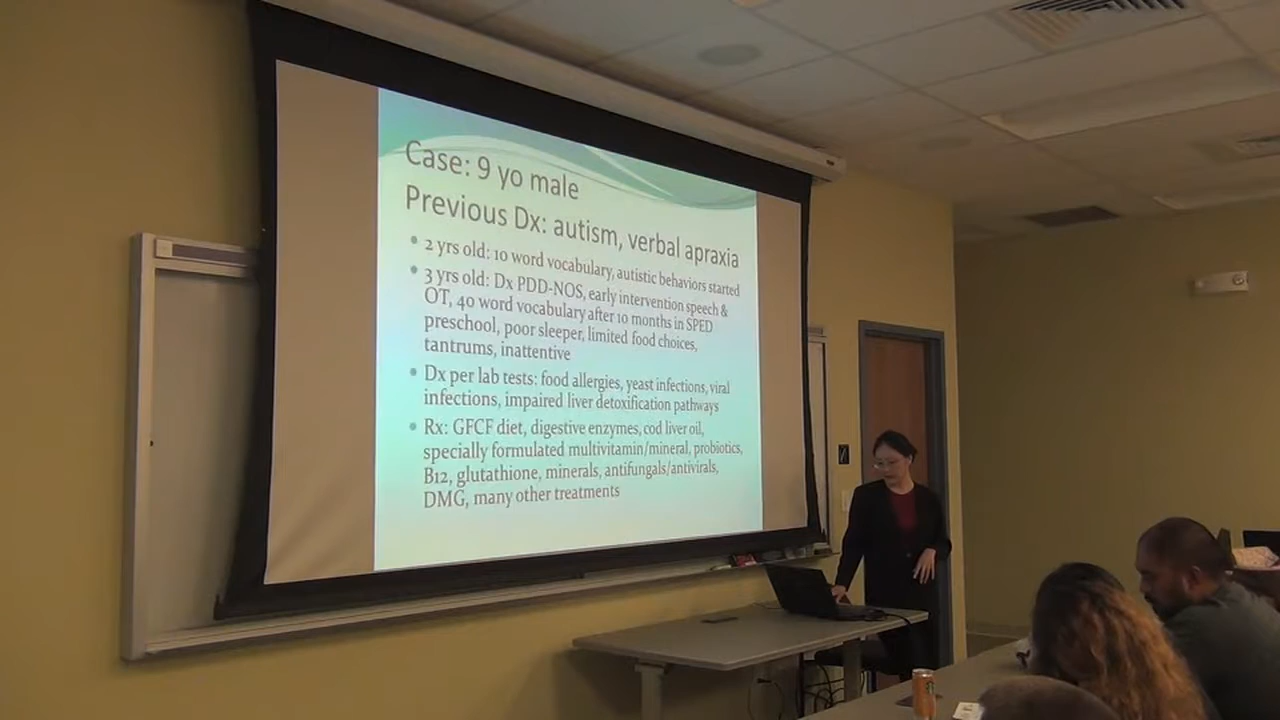 Case: 9 yo male
Previous Dx: autism, verbal apraxia
• 2 yrs old: 10 word vocabulary, autistic behaviors started
• 3 yrs old: Dx PDD-NOS, early intervention speech &
OT, 40 word vocabulary after 10 months in SPED
preschool, poor sleeper, limited food choices,
tantrums, inattentive
• Dx per lab tests: food allergies, yeast infections, viral
infections, impaired liver detoxification pathways
• Rx: GFCF diet, digestive enzymes, cod liver oil,
specially formulated multivitamin/mineral, probiotics,
B12, glutathione, minerals, antifungals/antivirals,
DMG, many other treatments